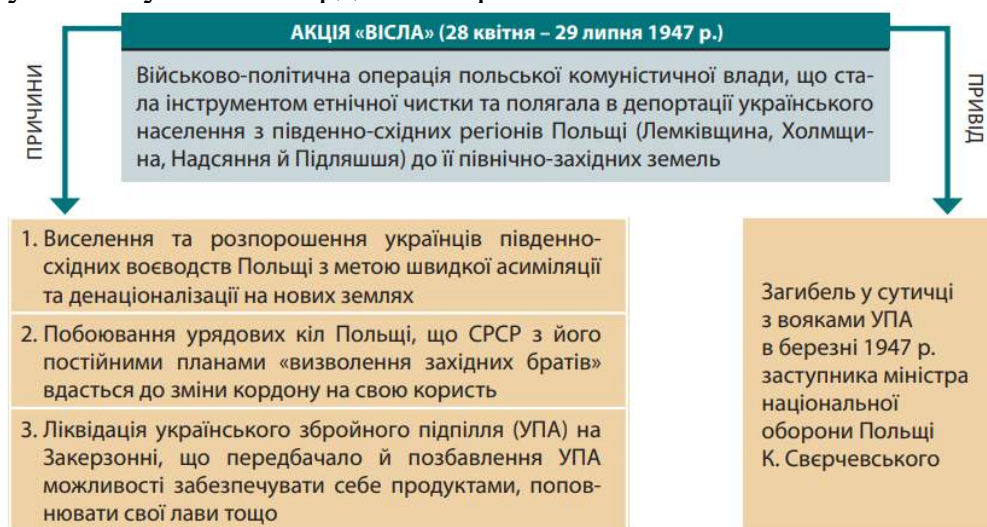 АКЦІЯ «ВІСЛА» (28 квітня – 29 липня 1947 р.)
Військово-політична операція польської комуністичної влади, що ста-
ла інструментом етнічної чистки та полягала в депортації українського
населення з південно-східних регіонів Польщі (Лемківщина, Холмщи-
на, Надсяння й Підляшшя) до її північно-західних земель
ПРИЧИНИ
ПРИВІД
1. Виселення та розпорошення українців південно-
східних воєводств Польщі з метою швидкої асиміляції
та денаціоналізації на нових землях
2. Побоювання урядових кіл Польщі, що СРСР з його
постійними планами «визволення західних братів»
вдасться до зміни кордону на свою користь
3. Ліквідація українського збройного підпілля (УПА) на
Закерзонні, що передбачало й позбавлення УПА
можливості забезпечувати себе продуктами, попов-
нювати свої лави тощо
Загибель у сутичці
з вояками УПА
в березні 1947 р.
заступника міністра
національної
оборони Польщі
К. Свєрчевського